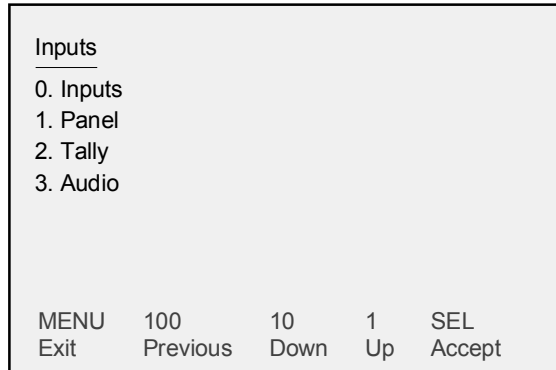 Inputs
0. Inputs
1. Panel
2. Tally
3. Audio
MENU 100 10 1 SEL
Exit Previous Down Up Accept